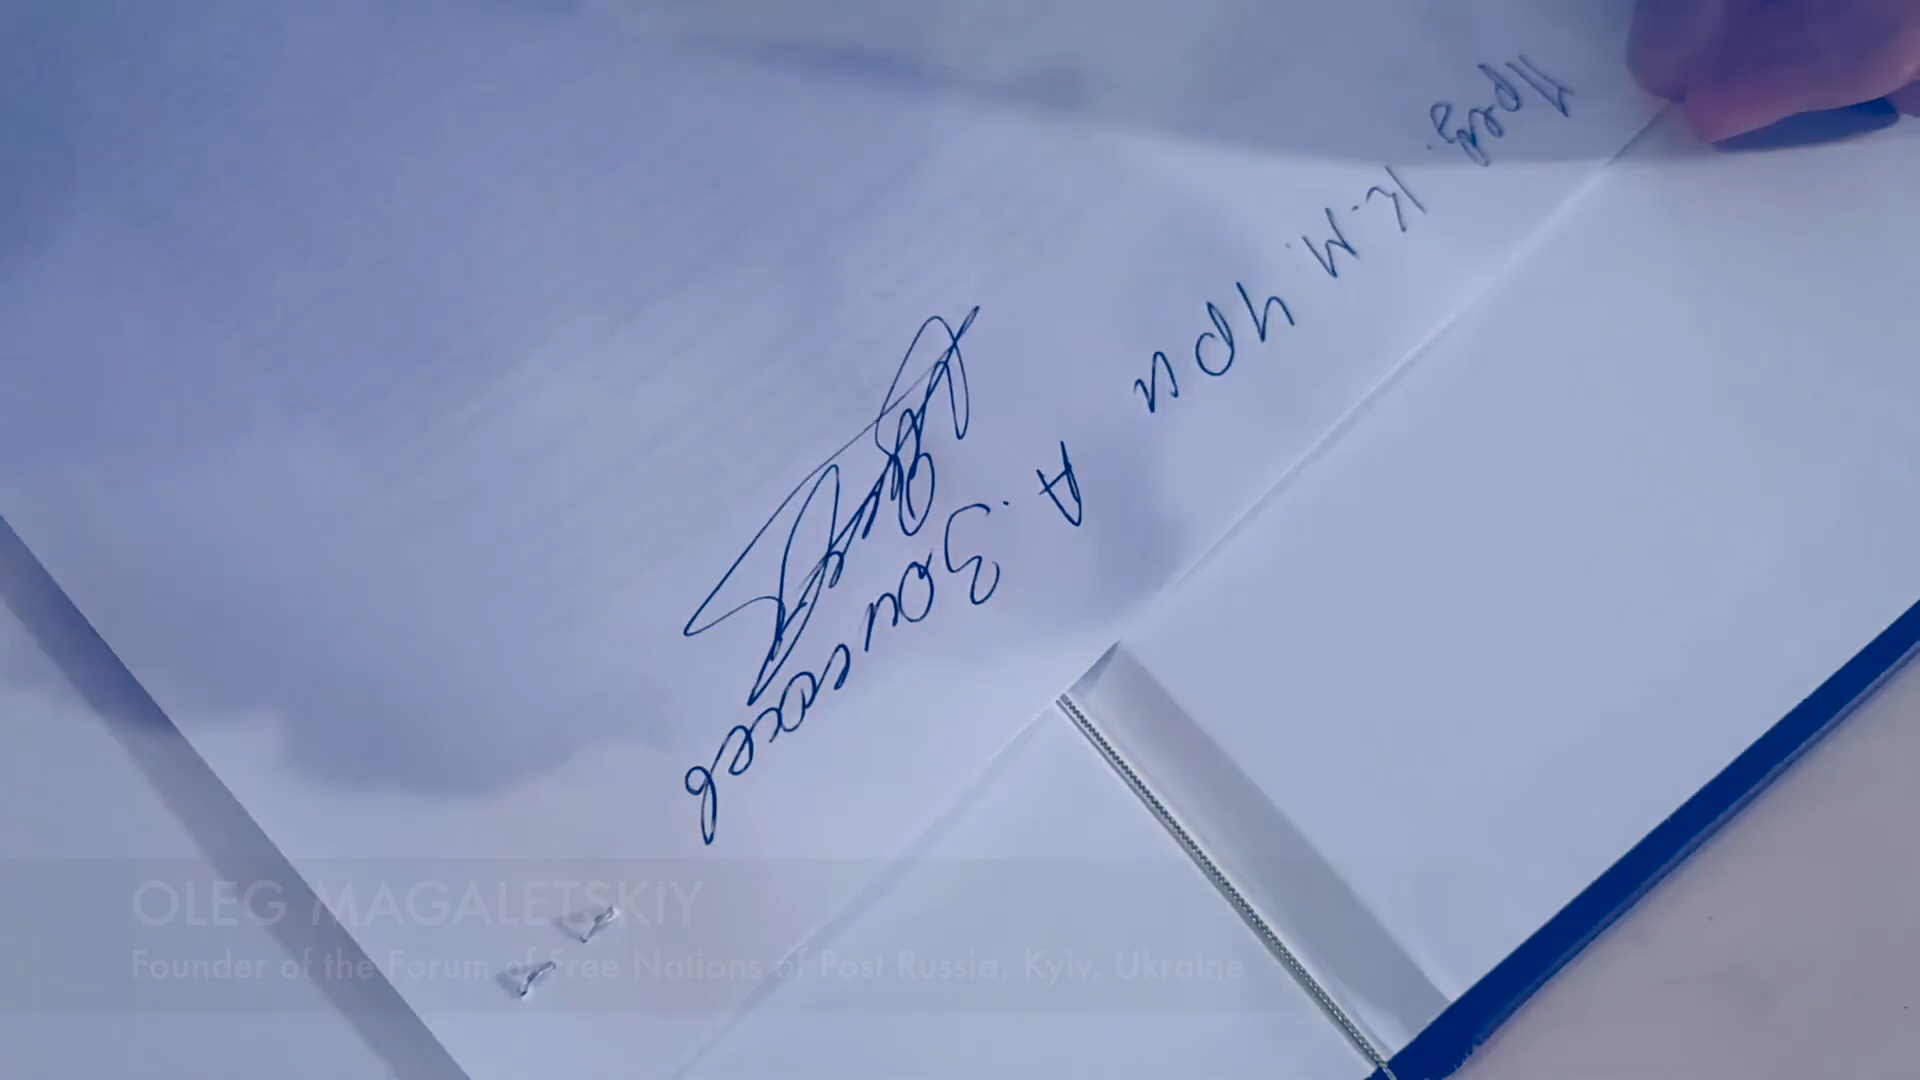 Пред. К.М. ЧРИ А. Закаев
OLEG MAGALETSKIY
Founder of the Forum of Free Nations of Post Russia. Kyiv. Ukraine